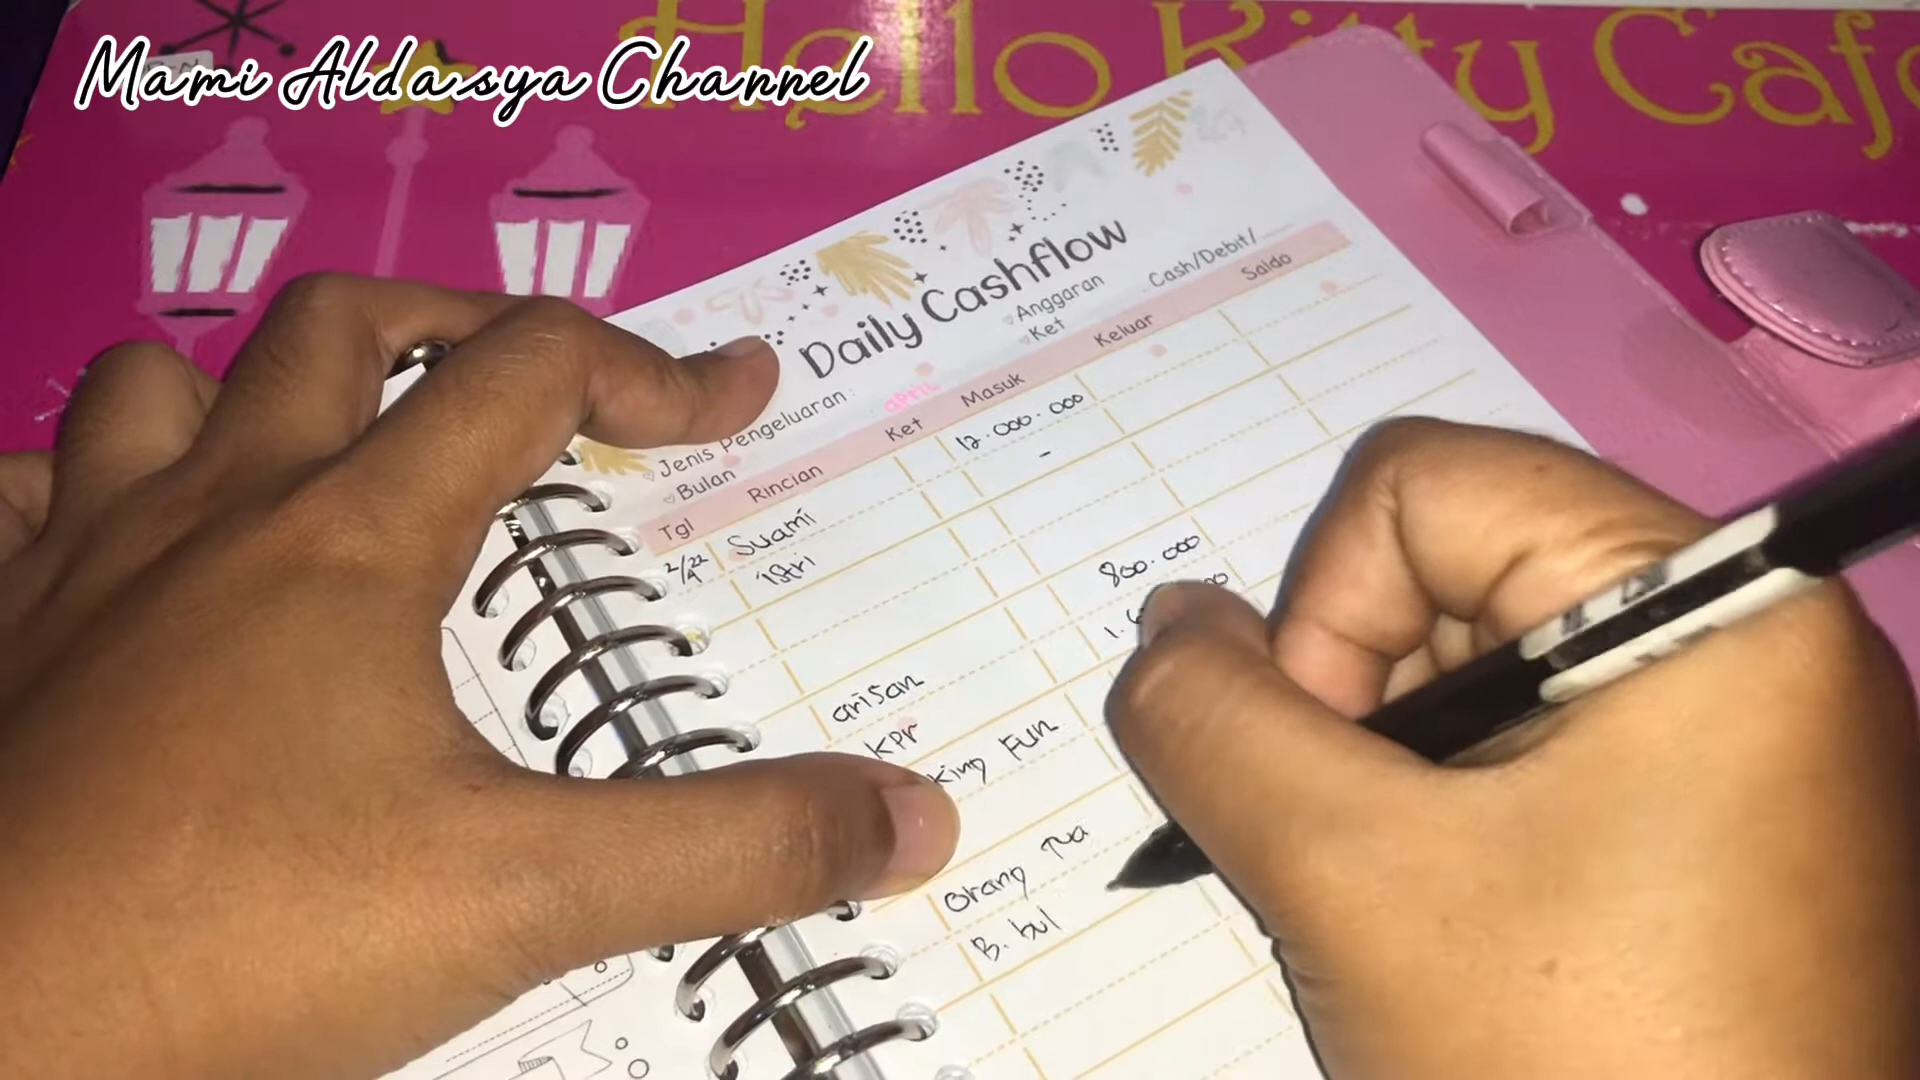 Mami Aldasya Channel
Hello Kitty Cafe
Daily Cashflow
Jenis Pengeluaran :
Bulan april
Anggaran
Ket
Cash/Debit/
Tgl Rincian Ket Masuk Keluar Saldo
2/4 22 Suami 12.000.000
istri -
arisan 800.000
kpr
king Fun
Orang Tua
B. bul